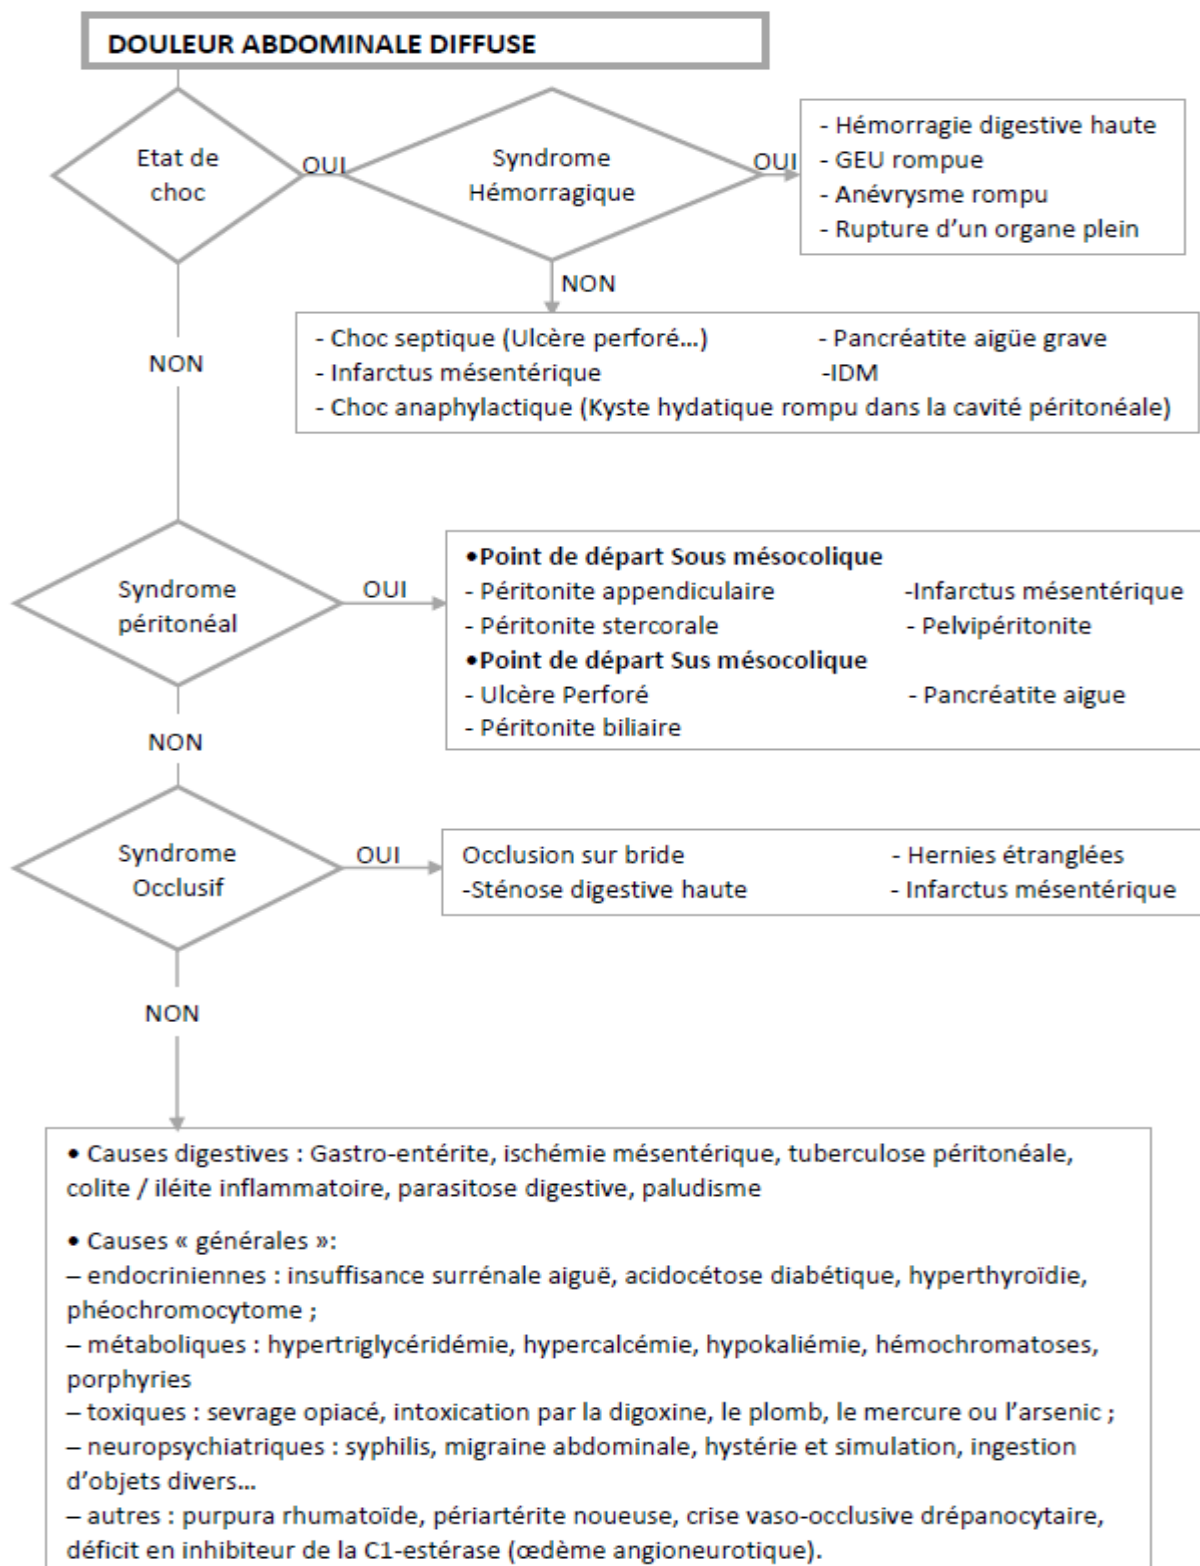 DOULEUR ABDOMINALE DIFFUSE
Etat de
choc
OUI
Syndrome
Hémorragique
OUI
- Hémorragie digestive haute
- GEU rompue
- Anévrysme rompu
- Rupture d’un organe plein
NON
- Choc septique (Ulcère perforé…) - Pancréatite aigüe grave
- Infarctus mésentérique -IDM
- Choc anaphylactique (Kyste hydatique rompu dans la cavité péritonéale)
NON
Syndrome
péritonéal
OUI
•Point de départ Sous mésocolique
- Péritonite appendiculaire -Infarctus mésentérique
- Péritonite stercorale - Pelvipéritonite
•Point de départ Sus mésocolique
- Ulcère Perforé - Pancréatite aigue
- Péritonite biliaire
NON
Syndrome
Occlusif
OUI
Occlusion sur bride - Hernies étranglées
-Sténose digestive haute - Infarctus mésentérique
NON
• Causes digestives : Gastro-entérite, ischémie mésentérique, tuberculose péritonéale,
colite / iléite inflammatoire, parasitose digestive, paludisme
• Causes « générales »:
– endocriniennes : insuffisance surrénale aiguë, acidocétose diabétique, hyperthyroïdie,
phéochromocytome ;
– métaboliques : hypertriglycéridémie, hypercalcémie, hypokaliémie, hémochromatoses,
porphyries
– toxiques : sevrage opiacé, intoxication par la digoxine, le plomb, le mercure ou l’arsenic ;
– neuropsychiatriques : syphilis, migraine abdominale, hystérie et simulation, ingestion
d’objets divers…
– autres : purpura rhumatoïde, périartérite noueuse, crise vaso-occlusive drépanocytaire,
déficit en inhibiteur de la C1-estérase (œdème angioneurotique).